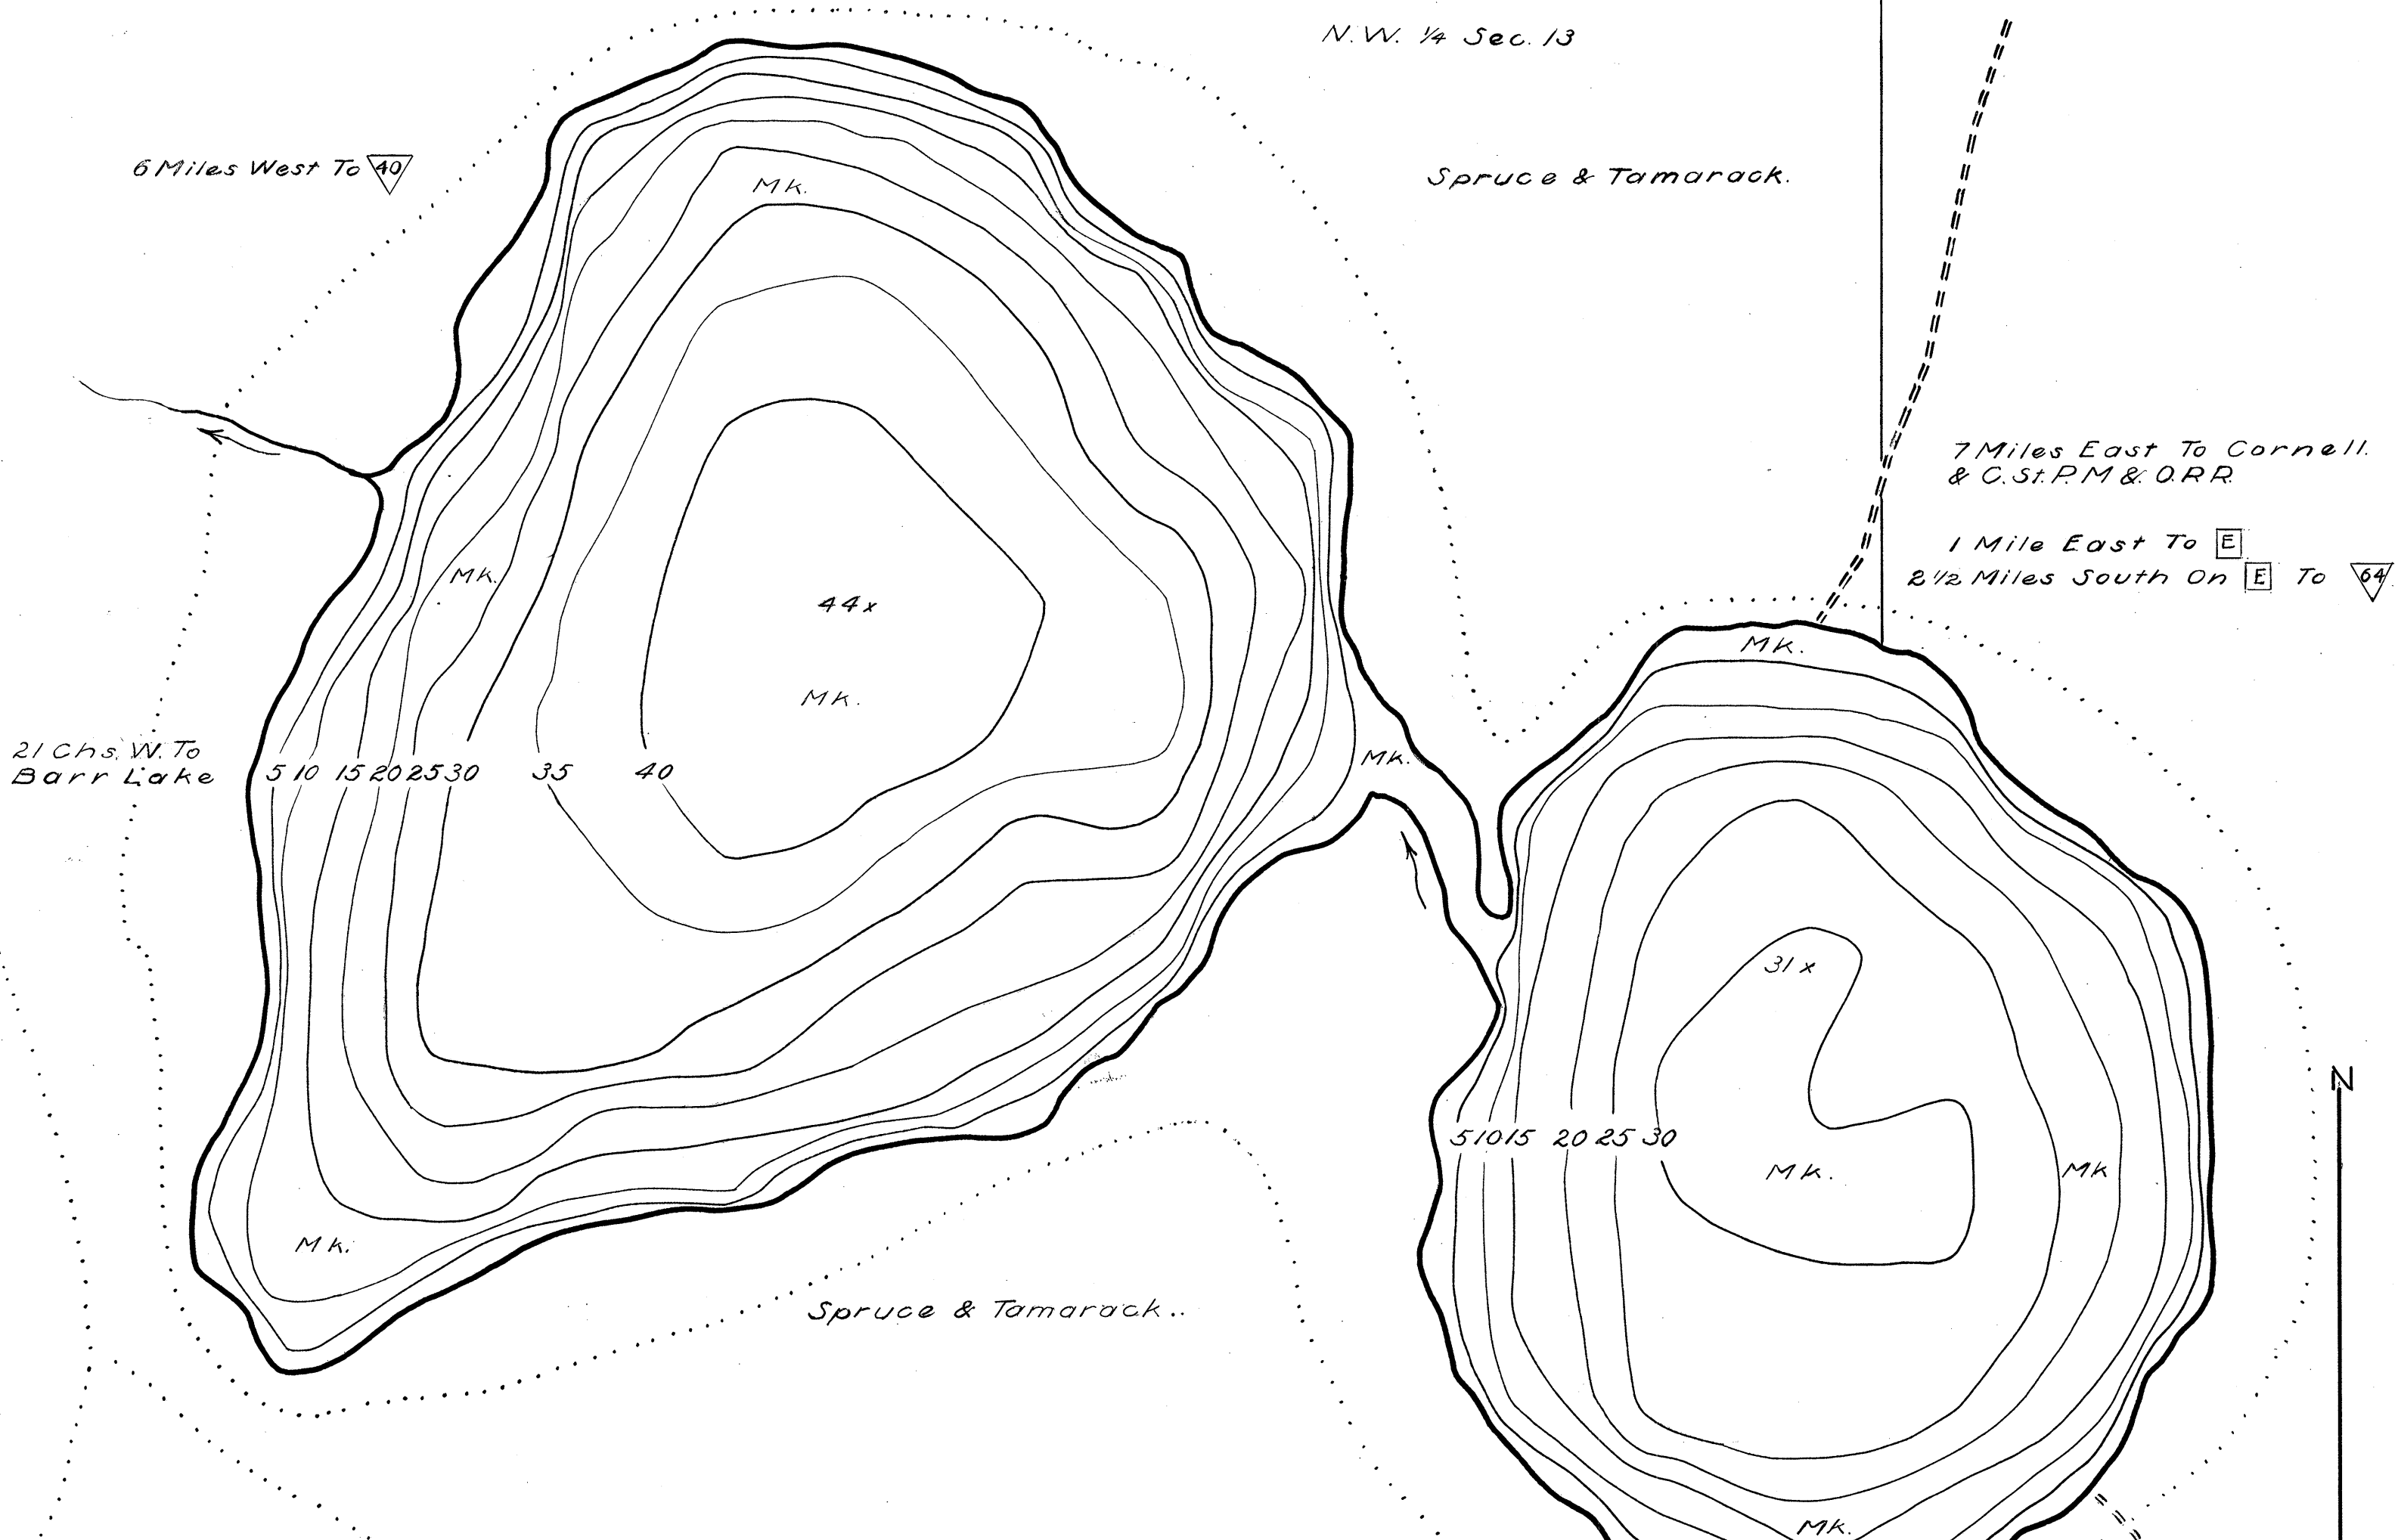 N.W. 1/4 Sec. 13
6 Miles West To 40
Spruce & Tamarack.
Mk.
7 Miles East To Cornell.
& C.St.P.M & O.R.R.
1 Mile East To E
2 1/2 Miles South On E To 64
Mk.
44x
Mk.
Mk.
Mk.
21 Chs. W. To
Barr Lake
5 10 15 20 25 30 35 40
31 x
N
5 10 15 20 25 30
Mk.
Mk
Mk.
Spruce & Tamarack..
Mk.